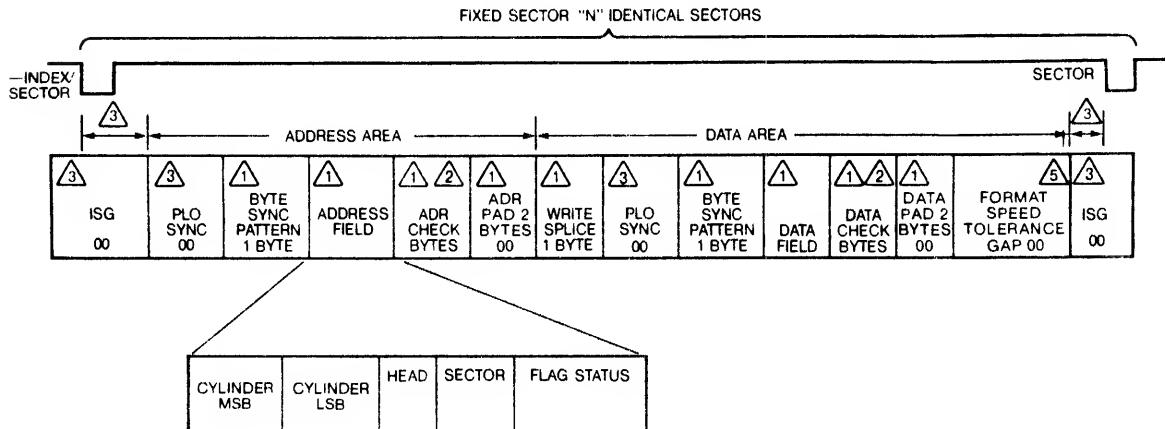 FIXED SECTOR "N" IDENTICAL SECTORS
—INDEX/
SECTOR
SECTOR
3
3
ADDRESS AREA
DATA AREA
3
ISG
00
3
PLO
SYNC
00
1
BYTE
SYNC
PATTERN
1 BYTE
1
ADDRESS
FIELD
1 2
ADR
CHECK
BYTES
1
ADR
PAD 2
BYTES
00
1
WRITE
SPLICE
1 BYTE
3
PLO
SYNC
00
1
BYTE
SYNC
PATTERN
1 BYTE
1
DATA
FIELD
1 2
DATA
CHECK
BYTES
1
DATA
PAD 2
BYTES
00
5
FORMAT
SPEED
TOLERANCE
GAP 00
3
ISG
00
CYLINDER
MSB
CYLINDER
LSB
HEAD
SECTOR
FLAG STATUS